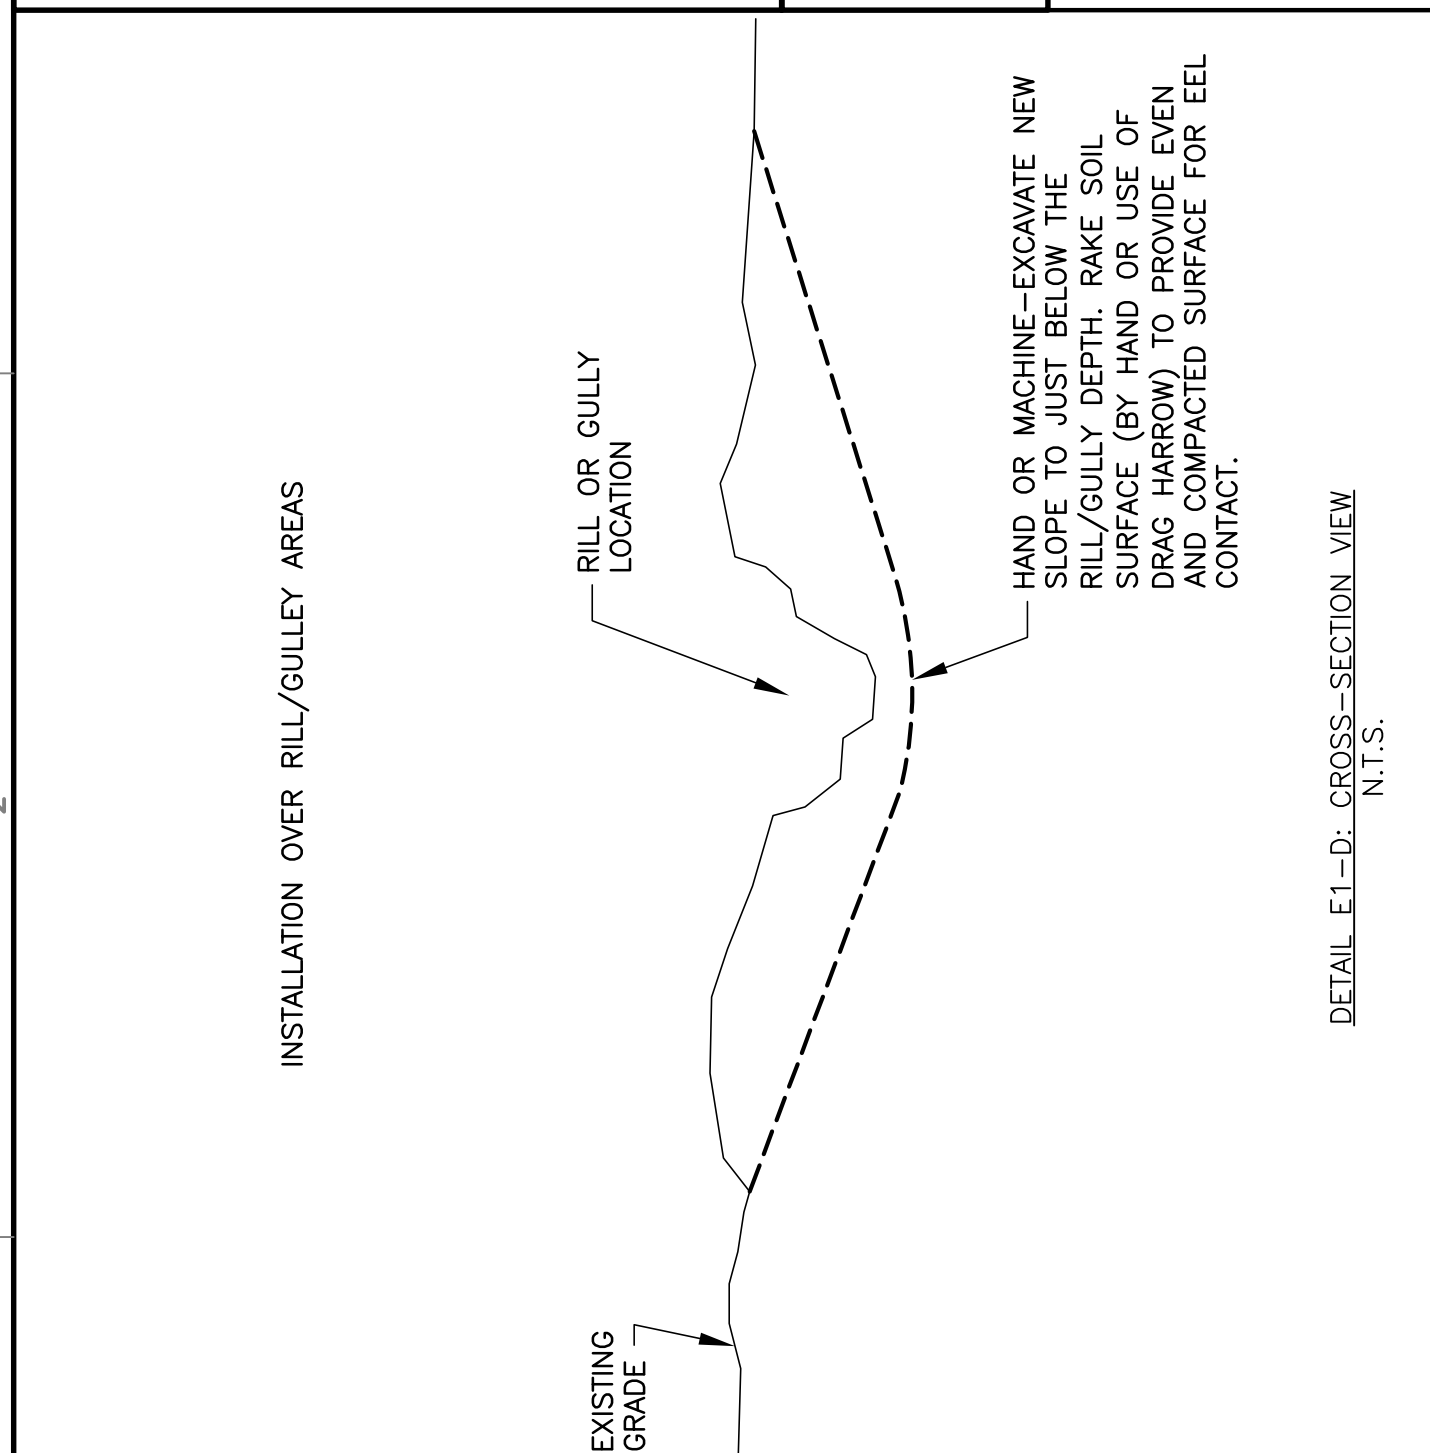 INSTALLATION OVER RILL/GULLEY AREAS
EXISTING
GRADE
RILL OR GULLY
LOCATION
HAND OR MACHINE-EXCAVATE NEW
SLOPE TO JUST BELOW THE
RILL/GULLY DEPTH. RAKE SOIL
SURFACE (BY HAND OR USE OF
DRAG HARROW) TO PROVIDE EVEN
AND COMPACTED SURFACE FOR EEL
CONTACT.
DETAIL E1-D: CROSS-SECTION VIEW
N.T.S.